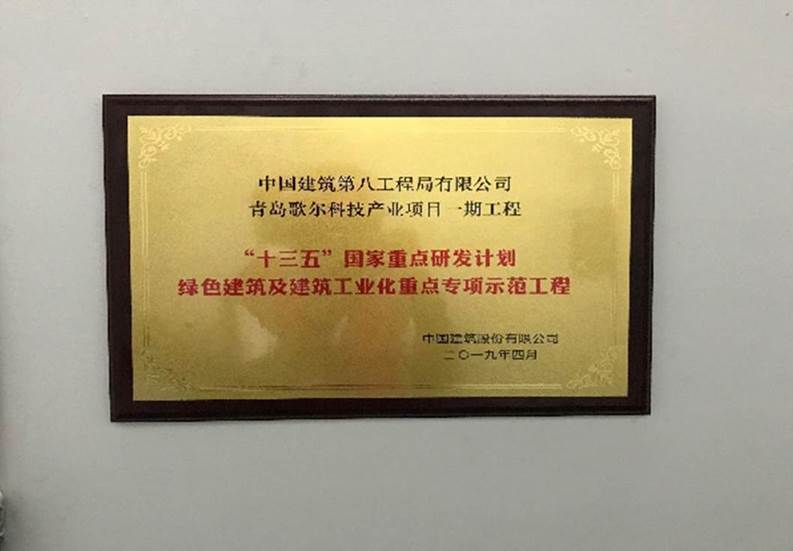 中国建筑第八工程局有限公司
青岛歌尔科技产业项目一期工程
“十三五”国家重点研发计划
绿色建筑及建筑工业化重点专项示范工程
中国建筑股份有限公司
二〇一九年四月